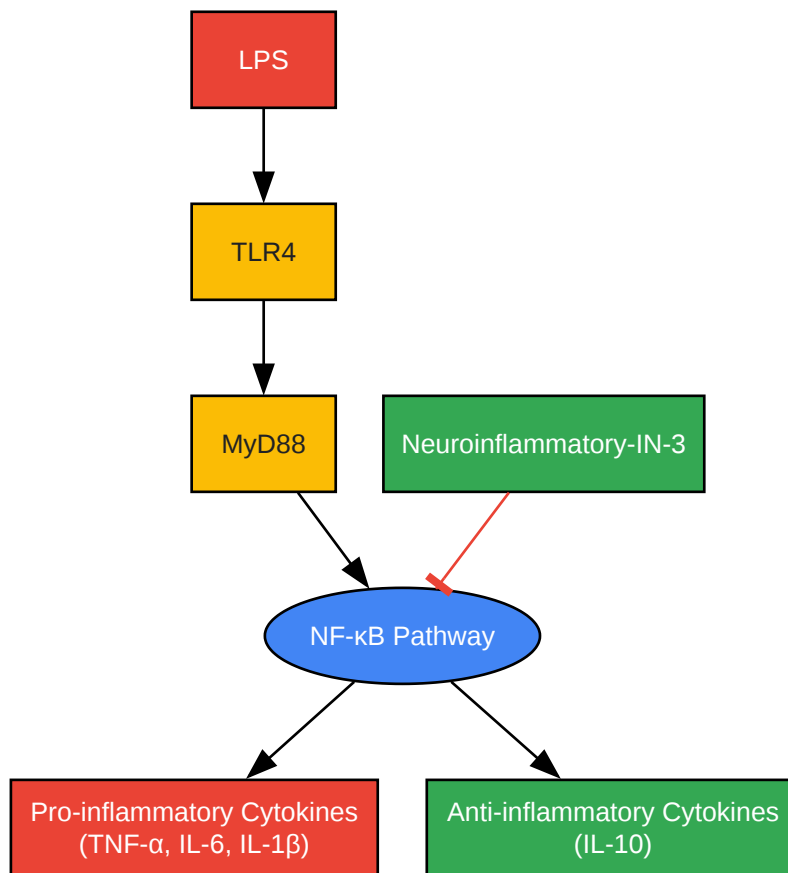 LPS
TLR4
MyD88
Neuroinflammatory-IN-3
NF-κB Pathway
Pro-inflammatory Cytokines
(TNF-α, IL-6, IL-1β)
Anti-inflammatory Cytokines
(IL-10)